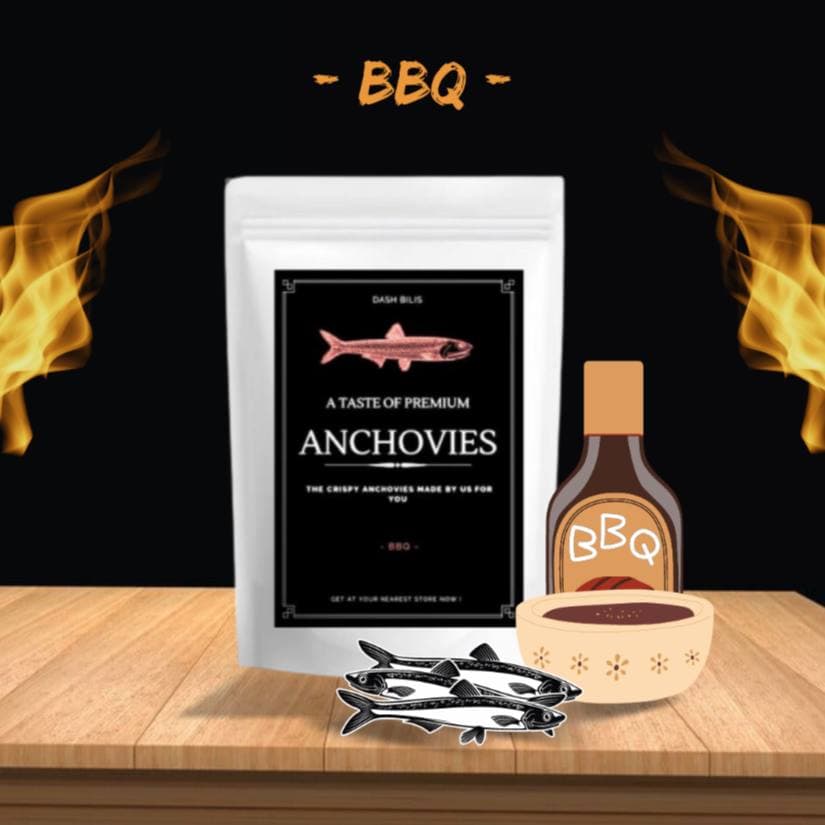 - BBQ -
DASH BILIS
A TASTE OF PREMIUM
ANCHOVIES
THE CRISPY ANCHOVIES MADE BY US FOR
YOU
- BBQ -
GET AT YOUR NEAREST STORE NOW !
BBQ